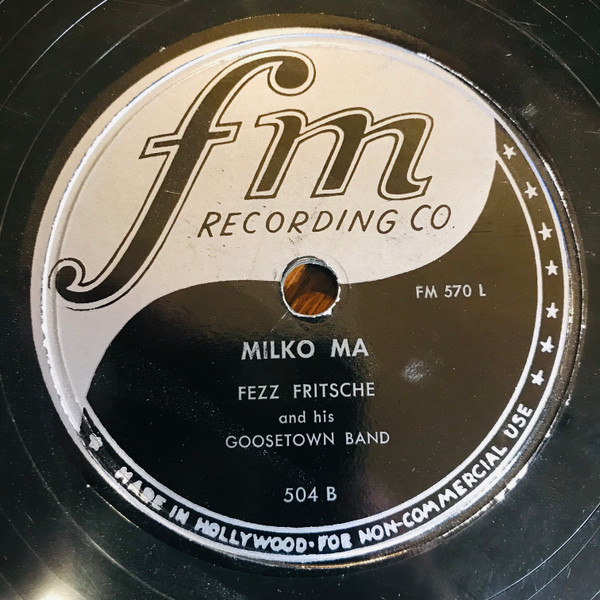 fm
RECORDING CO
FM 570 L
MILKO MA
FEZZ FRITSCHE
and his
GOOSETOWN BAND
504 B
MADE IN HOLLYWOOD · FOR NON-COMMERCIAL USE